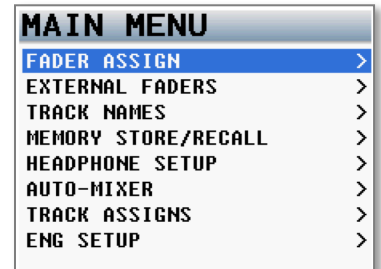 MAIN MENU
FADER ASSIGN >
EXTERNAL FADERS >
TRACK NAMES >
MEMORY STORE/RECALL >
HEADPHONE SETUP >
AUTO-MIXER >
TRACK ASSIGNS >
ENG SETUP >